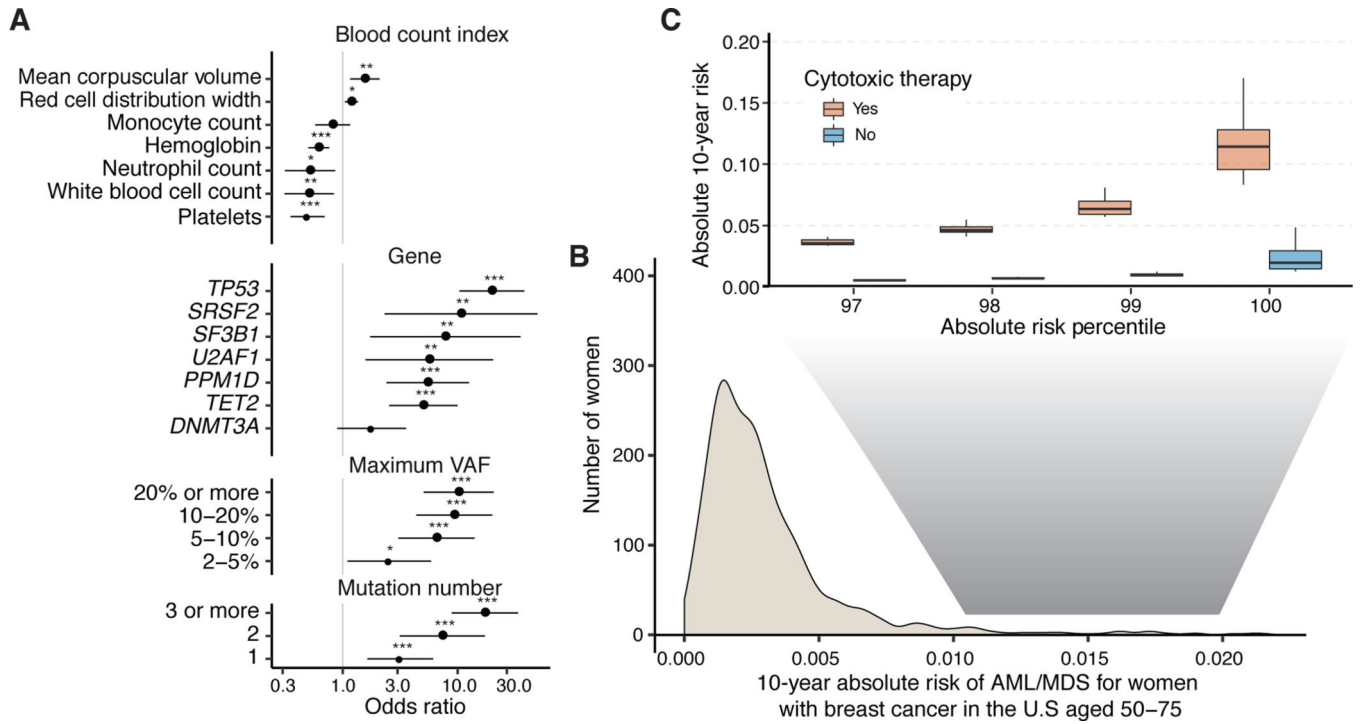 A
Blood count index
Mean corpuscular volume
**
Red cell distribution width
*
Monocyte count
Hemoglobin
***
Neutrophil count
*
White blood cell count
**
Platelets
***
Gene
TP53
***
SRSF2
**
SF3B1
**
U2AF1
**
PPM1D
***
TET2
***
DNMT3A
Maximum VAF
20% or more
***
10–20%
***
5–10%
***
2–5%
*
Mutation number
3 or more
***
2
***
1
***
0.3 1.0 3.0 10.0 30.0
Odds ratio
B
Number of women
400
300
200
100
0
0.000 0.005 0.010 0.015 0.020
10-year absolute risk of AML/MDS for women
with breast cancer in the U.S aged 50–75
C
Absolute 10-year risk
0.20
0.15
0.10
0.05
0.00
Cytotoxic therapy
Yes
No
97 98 99 100
Absolute risk percentile